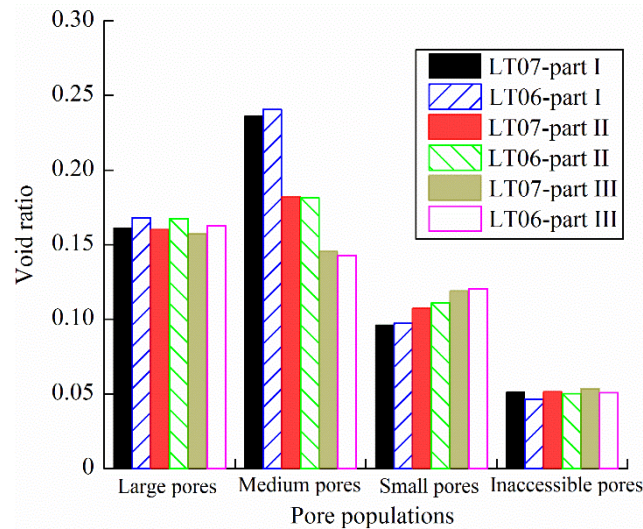 0.30
0.25
0.20
0.15
0.10
0.05
0
Void ratio
LT07-part I
LT06-part I
LT07-part II
LT06-part II
LT07-part III
LT06-part III
Large pores Medium pores Small pores Inaccessible pores
Pore populations